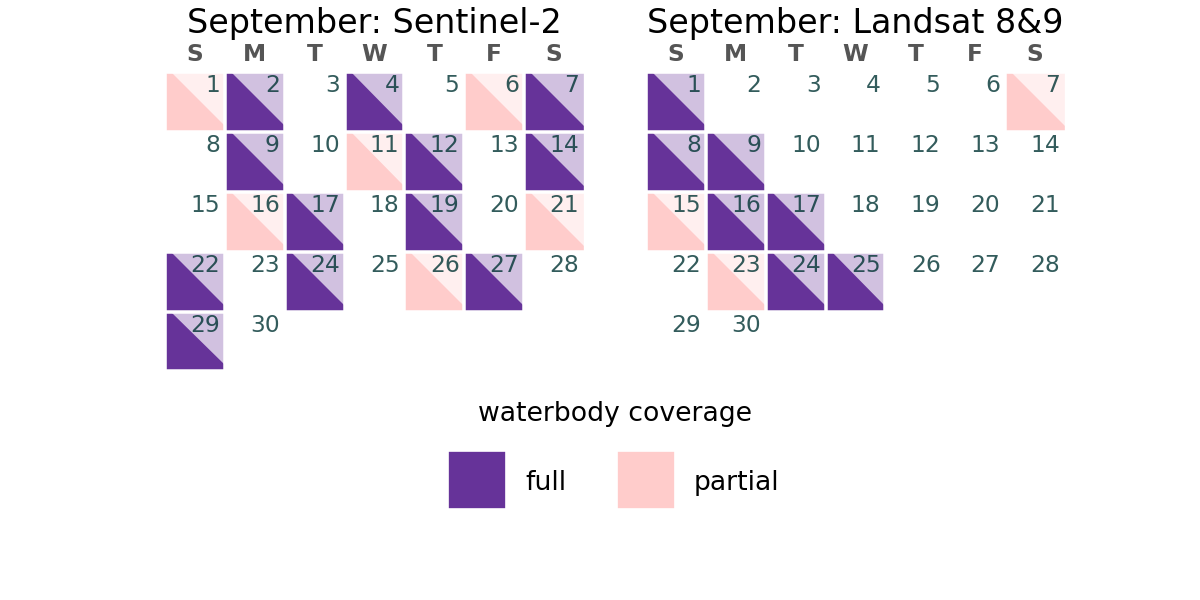 September: Sentinel-2
S M T W T F S
1 2 3 4 5 6 7
8 9 10 11 12 13 14
15 16 17 18 19 20 21
22 23 24 25 26 27 28
29 30
September: Landsat 8&9
S M T W T F S
1 2 3 4 5 6 7
8 9 10 11 12 13 14
15 16 17 18 19 20 21
22 23 24 25 26 27 28
29 30
waterbody coverage
full partial